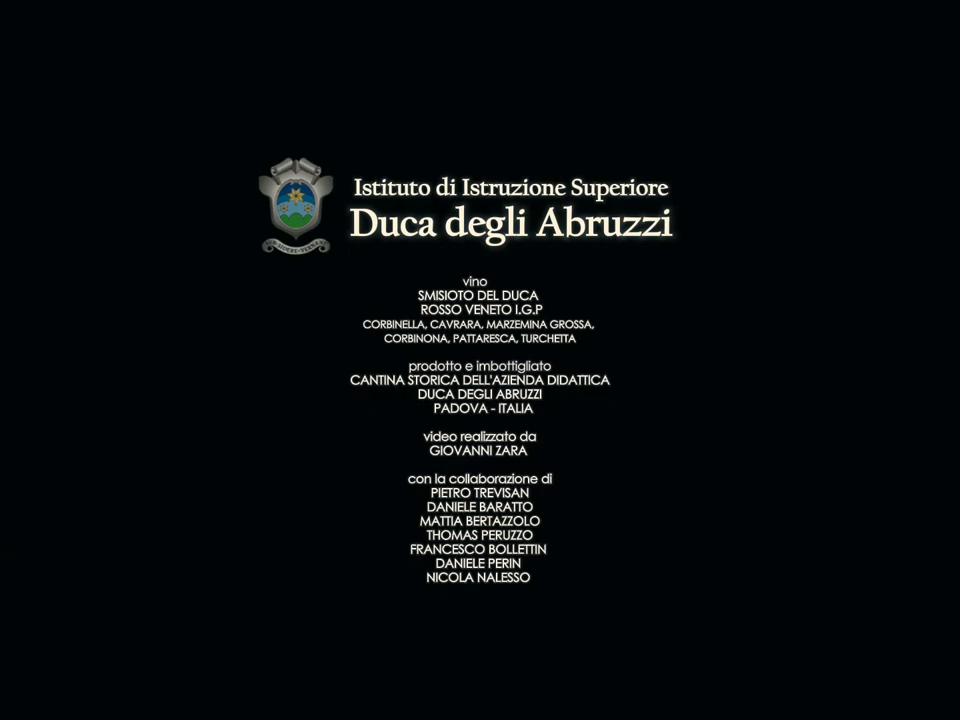 Istituto di Istruzione Superiore
Duca degli Abruzzi
vino
SMISIOTO DEL DUCA
ROSSO VENETO I.G.P
CORBINELLA, CAVRARA, MARZEMINA GROSSA,
CORBINONA, PATTARESCA, TURCHETTA
prodotto e imbottigliato
CANTINA STORICA DELL'AZIENDA DIDATTICA
DUCA DEGLI ABRUZZI
PADOVA - ITALIA
video realizzato da
GIOVANNI ZARA
con la collaborazione di
PIETRO TREVISAN
DANIELE BARATTO
MATTIA BERTAZZOLO
THOMAS PERUZZO
FRANCESCO BOLLETTIN
DANIELE PERIN
NICOLA NALESSO